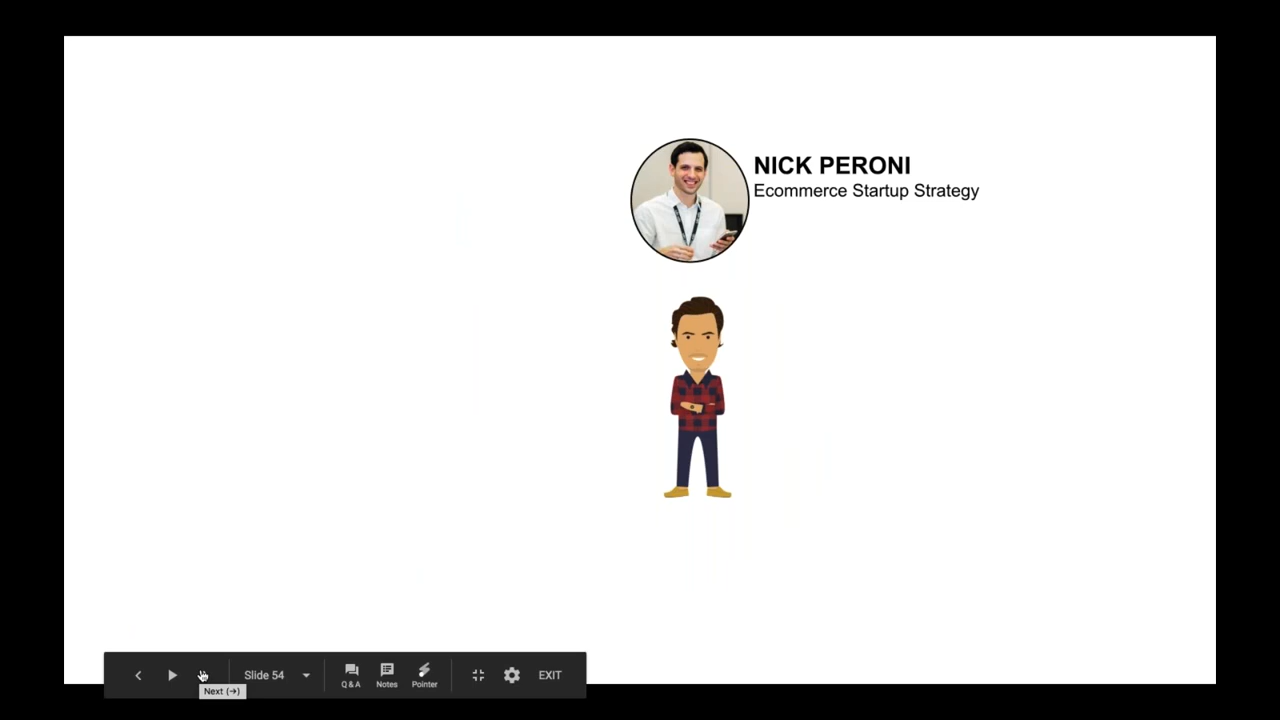 NICK PERONI
Ecommerce Startup Strategy
Slide 54
Q & A
Notes
Pointer
EXIT
Next (→)